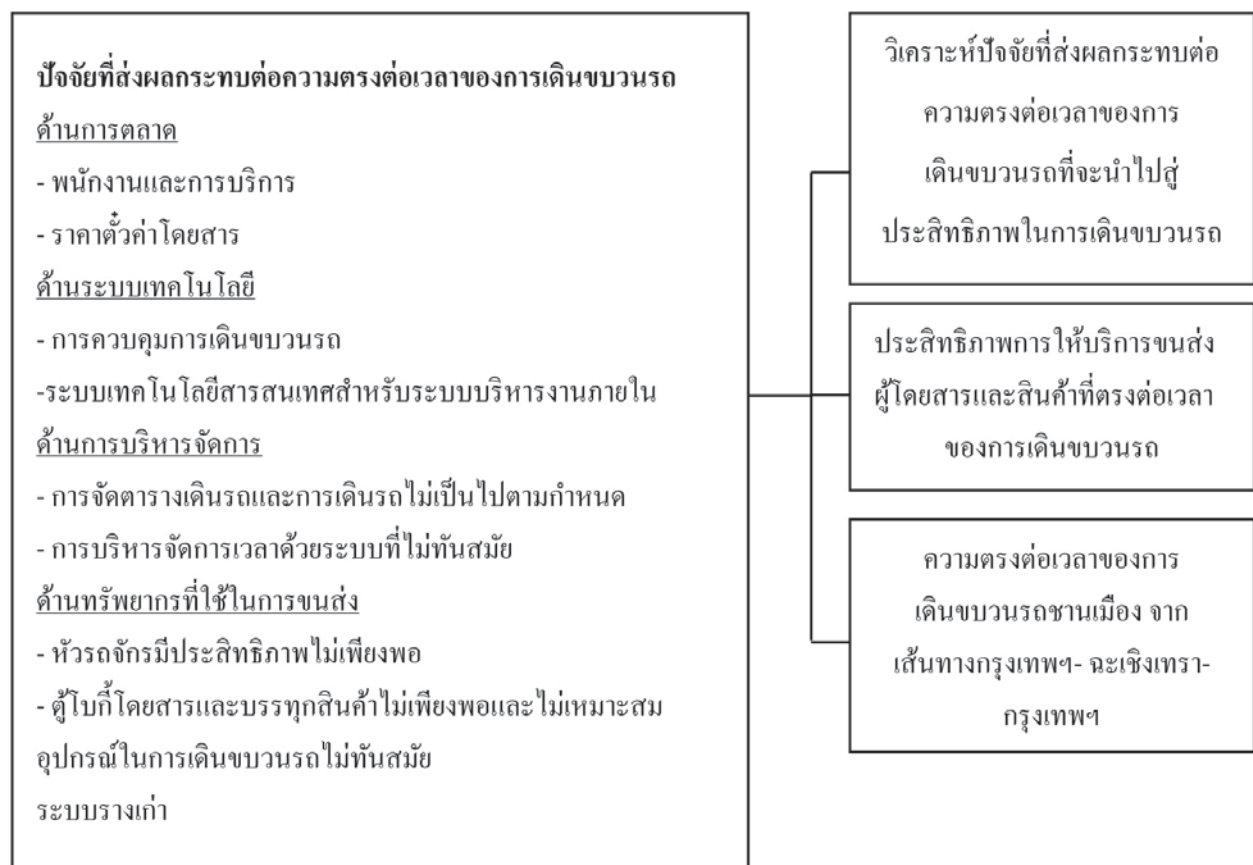 ปัจจัยที่ส่งผลกระทบต่อความตรงต่อเวลาของการเดินขบวนรถ
ด้านการตลาด
- พนักงานและการบริการ
- ราคาตั๋วค่าโดยสาร
ด้านระบบเทคโนโลยี
- การควบคุมการเดินขบวนรถ
-ระบบเทคโนโลยีสารสนเทศสำหรับระบบบริหารงานภายใน
ด้านการบริหารจัดการ
- การจัดตารางเดินรถและการเดินรถไม่เป็นไปตามกำหนด
- การบริหารจัดการเวลาด้วยระบบที่ไม่ทันสมัย
ด้านทรัพยากรที่ใช้ในการขนส่ง
- หัวรถจักรมีประสิทธิภาพไม่เพียงพอ
- ตู้โบกี้โดยสารและบรรทุกสินค้าไม่เพียงพอและไม่เหมาะสม
อุปกรณ์ในการเดินขบวนรถไม่ทันสมัย
ระบบรางเก่า
วิเคราะห์ปัจจัยที่ส่งผลกระทบต่อ
ความตรงต่อเวลาของการ
เดินขบวนรถที่จะนำไปสู่
ประสิทธิภาพในการเดินขบวนรถ
ประสิทธิภาพการให้บริการขนส่ง
ผู้โดยสารและสินค้าที่ตรงต่อเวลา
ของการเดินขบวนรถ
ความตรงต่อเวลาของการ
เดินขบวนรถชานเมือง จาก
เส้นทางกรุงเทพฯ- ฉะเชิงเทรา-
กรุงเทพฯ